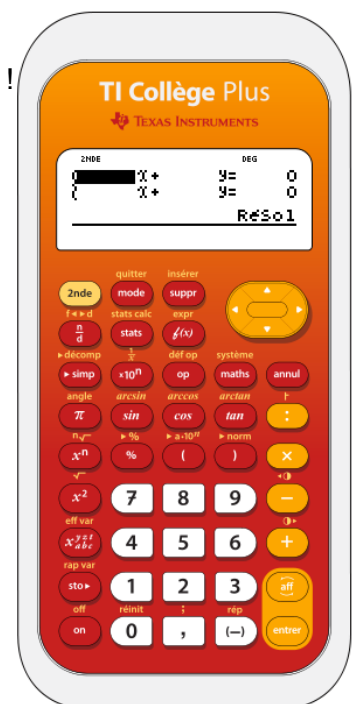 !
TI Collège Plus
TEXAS INSTRUMENTS
2NDE DEG
x+ y= 0
( x+ y= 0
RéSol
quitter insérer
2nde mode suppr
f◄►d stats calc expr
n/d stats f(x)
►décomp 1/x déf op système
►simp ×10ⁿ op maths annul
angle arcsin arccos arctan ⊢
π sin cos tan :
ⁿ√‾ ►% ►a·10ⁿ ►norm
xⁿ % ( ) ×
√‾ ◄◑
x² 7 8 9 −
eff var ◑►
x y z t a b c 4 5 6 +
rap var
sto► 1 2 3 aff
off réinit ; rép
on 0 , (—) entrer